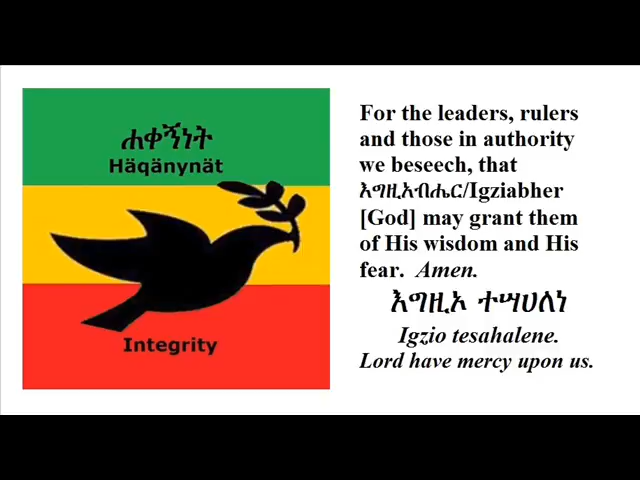 ሐቀኝነት
Häqänynät
Integrity
For the leaders, rulers
and those in authority
we beseech, that
እግዚአብሔር/Igziabher
[God] may grant them
of His wisdom and His
fear. Amen.
እግዚኦ ተሣሀለነ
Igzio tesahalene.
Lord have mercy upon us.